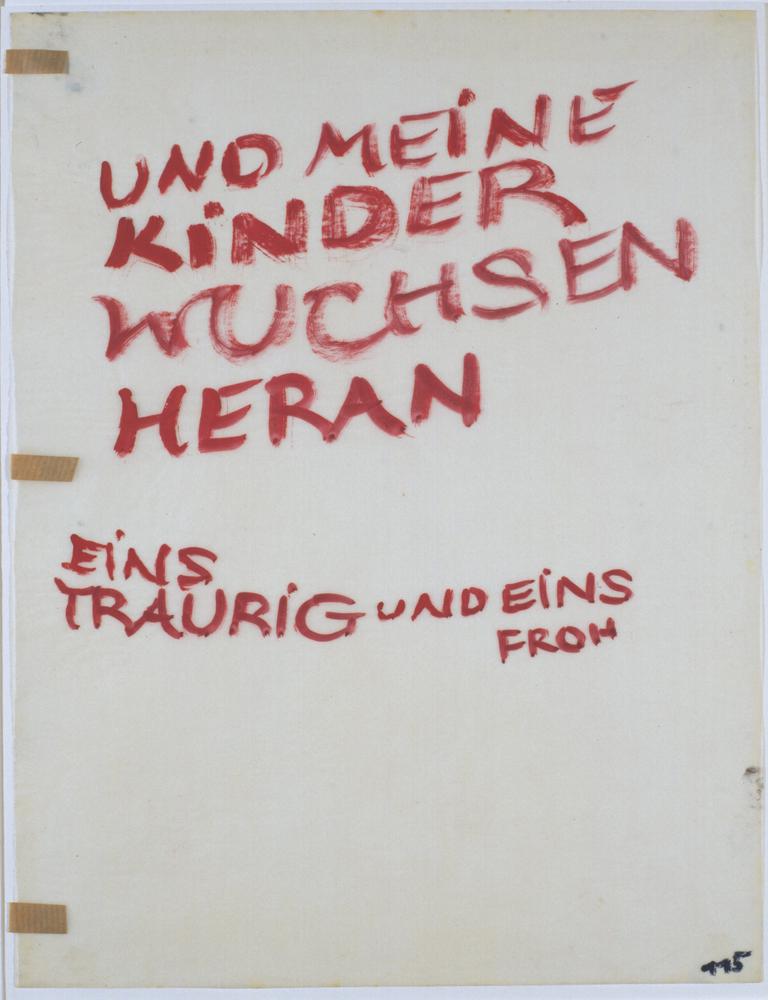 UND MEINE
KINDER
WUCHSEN
HERAN
EINS
TRAURIG UND EINS
FROH
115